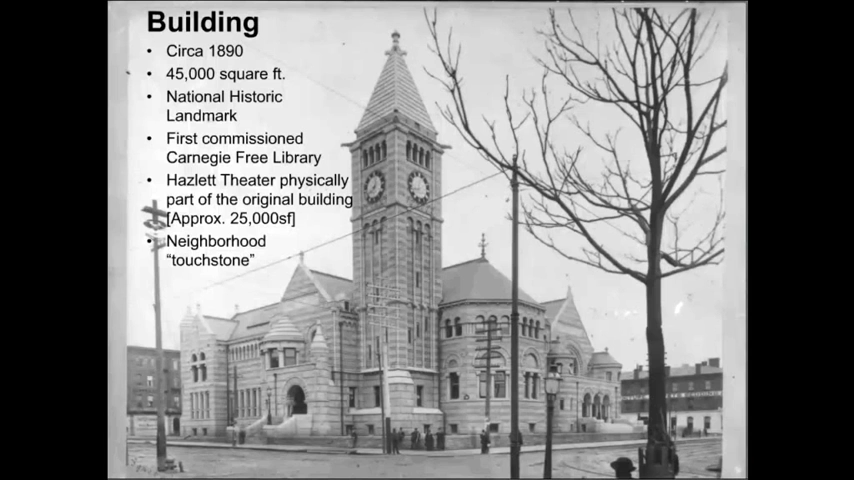 Building
• Circa 1890
• 45,000 square ft.
• National Historic
Landmark
• First commissioned
Carnegie Free Library
• Hazlett Theater physically
part of the original building
[Approx. 25,000sf]
• Neighborhood
“touchstone”